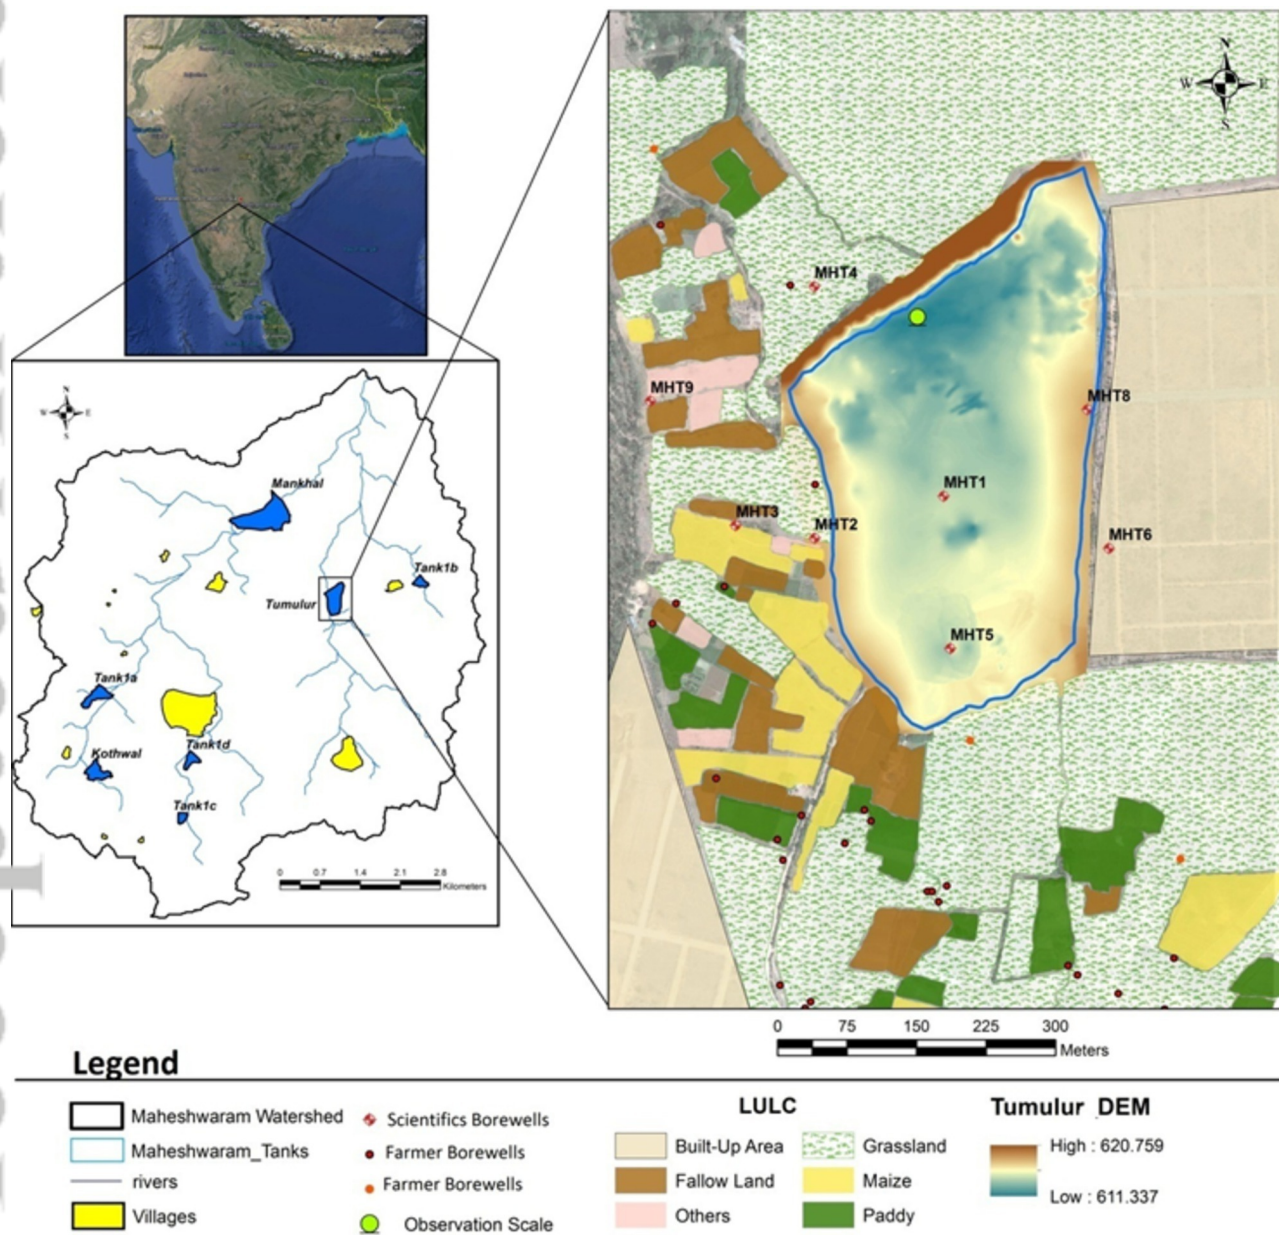 N
W E
S
N
W E
S
Mankhal
Tank1b
Tumulur
Tank1a
Tank1d
Kothwal
Tank1c
0 0.7 1.4 2.1 2.8
Kilometers
MHT4
MHT9
MHT8
MHT1
MHT3
MHT2
MHT6
MHT5
0 75 150 225 300
Meters
Legend
Maheshwaram Watershed
Maheshwaram_Tanks
rivers
Villages
Scientifics Borewells
Farmer Borewells
Farmer Borewells
Observation Scale
LULC
Built-Up Area
Fallow Land
Others
Grassland
Maize
Paddy
Tumulur DEM
High : 620.759
Low : 611.337